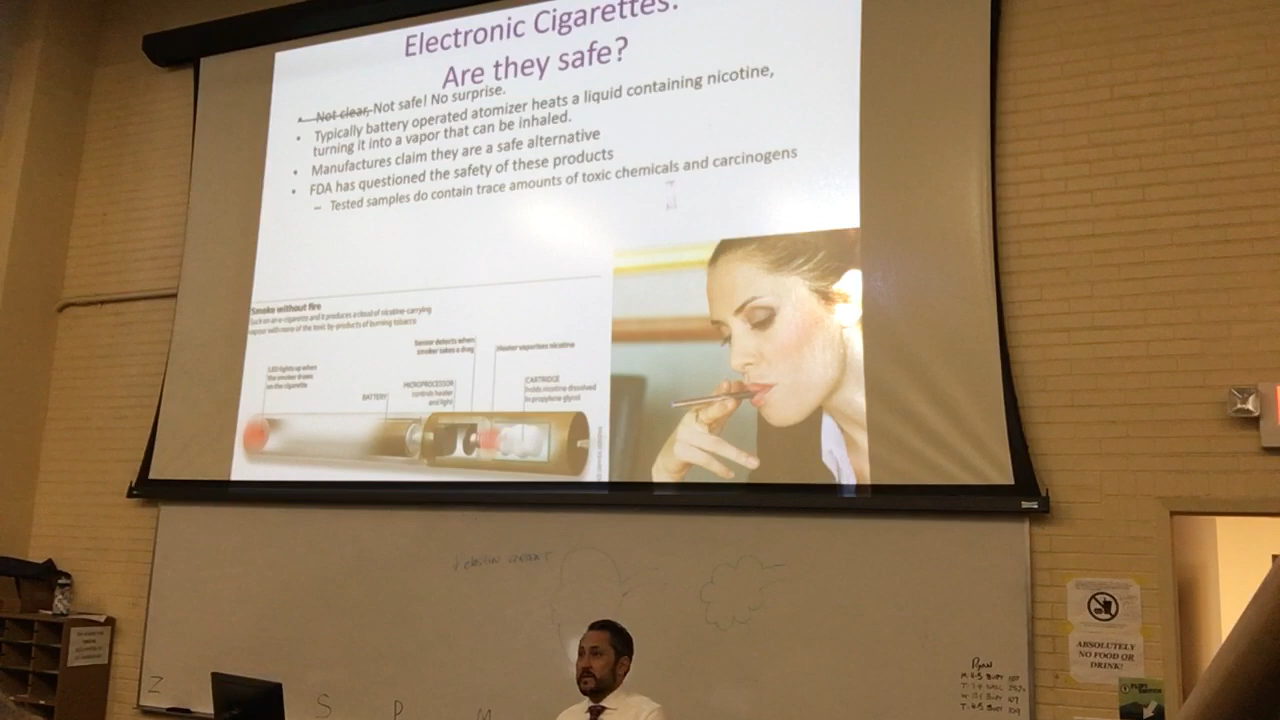 Electronic Cigarettes:
Are they safe?
• Not clear, Not safe! No surprise.
• Typically battery operated atomizer heats a liquid containing nicotine,
turning it into a vapor that can be inhaled.
• Manufactures claim they are a safe alternative
• FDA has questioned the safety of these products
– Tested samples do contain trace amounts of toxic chemicals and carcinogens
Smoke without fire
Suck on an e-cigarette and it produces a cloud of nicotine-carrying
vapour with none of the toxic by-products of burning tobacco
LED lights up when
the smoker draws
on the cigarette
BATTERY
MICROPROCESSOR
controls heater
and light
Sensor detects when
smoker takes a drag
Heater vaporises nicotine
CARTRIDGE
holds nicotine dissolved
in propylene glycol
Z
S
P
M
Ryan
ABSOLUTELY
NO FOOD OR
DRINK!